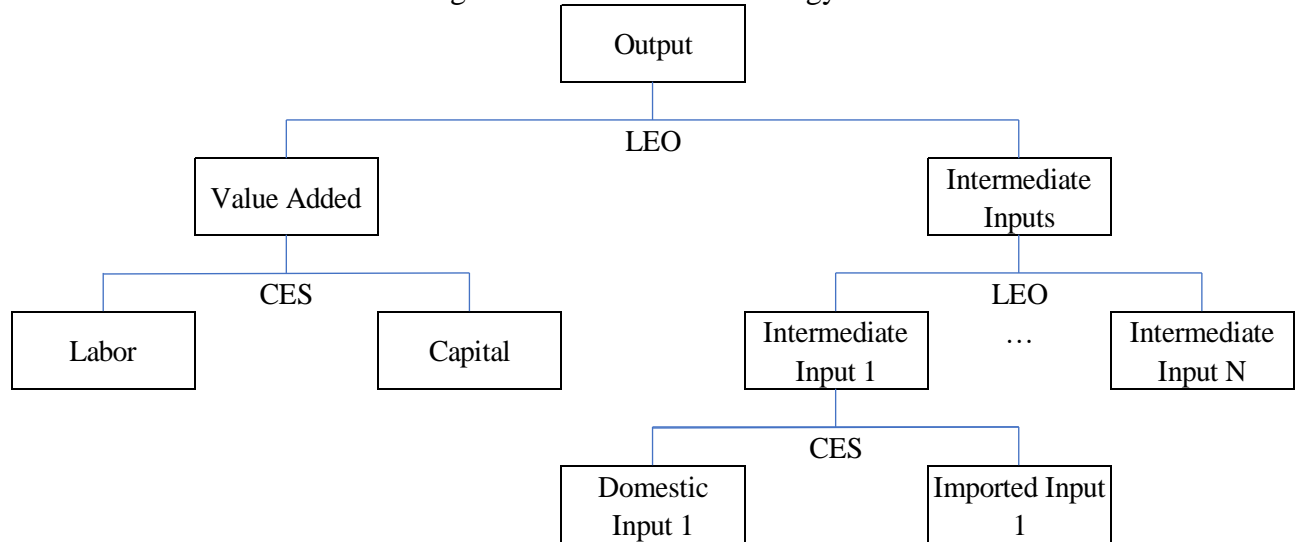 Output
LEO
Value Added
Intermediate
Inputs
CES
LEO
Labor
Capital
Intermediate
Input 1
…
Intermediate
Input N
CES
Domestic
Input 1
Imported Input
1